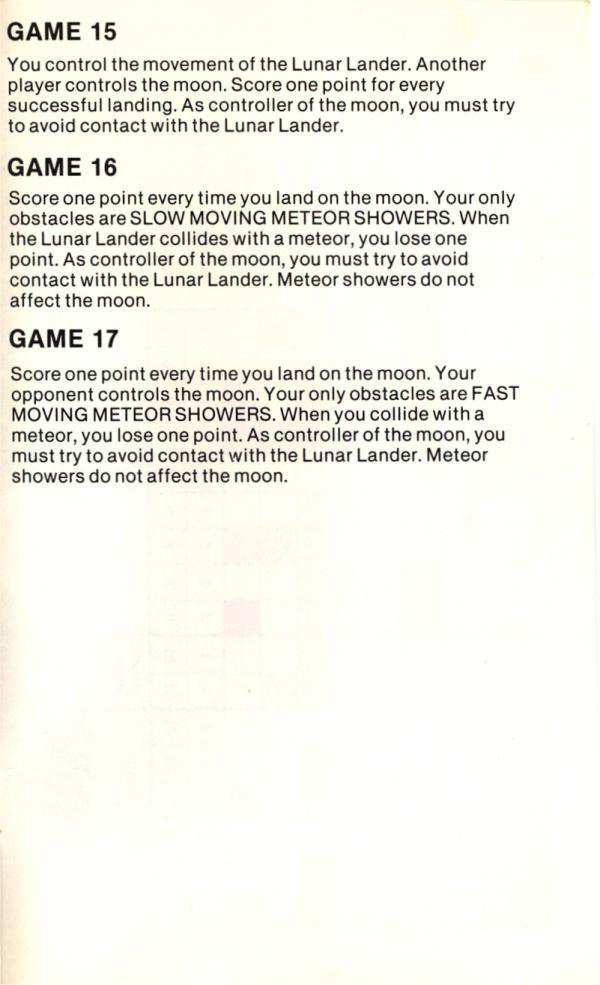 GAME 15
You control the movement of the Lunar Lander. Another
player controls the moon. Score one point for every
successful landing. As controller of the moon, you must try
to avoid contact with the Lunar Lander.
GAME 16
Score one point every time you land on the moon. Your only
obstacles are SLOW MOVING METEOR SHOWERS. When
the Lunar Lander collides with a meteor, you lose one
point. As controller of the moon, you must try to avoid
contact with the Lunar Lander. Meteor showers do not
affect the moon.
GAME 17
Score one point every time you land on the moon. Your
opponent controls the moon. Your only obstacles are FAST
MOVING METEOR SHOWERS. When you collide with a
meteor, you lose one point. As controller of the moon, you
must try to avoid contact with the Lunar Lander. Meteor
showers do not affect the moon.